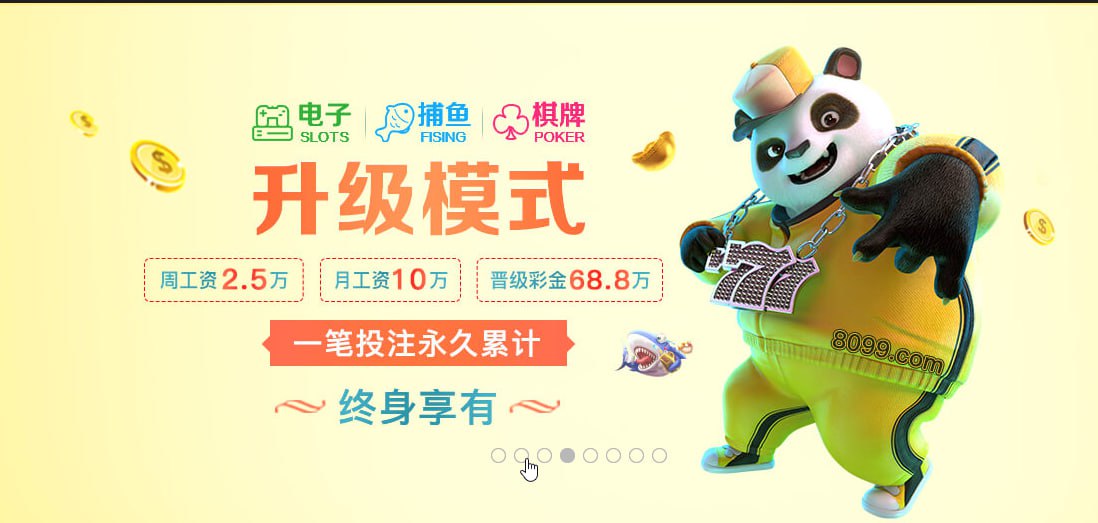 电子 捕鱼 棋牌
SLOTS FISING POKER
升级模式
周工资2.5万 月工资10万 晋级彩金68.8万
一笔投注永久累计
终身享有
777
8099.com